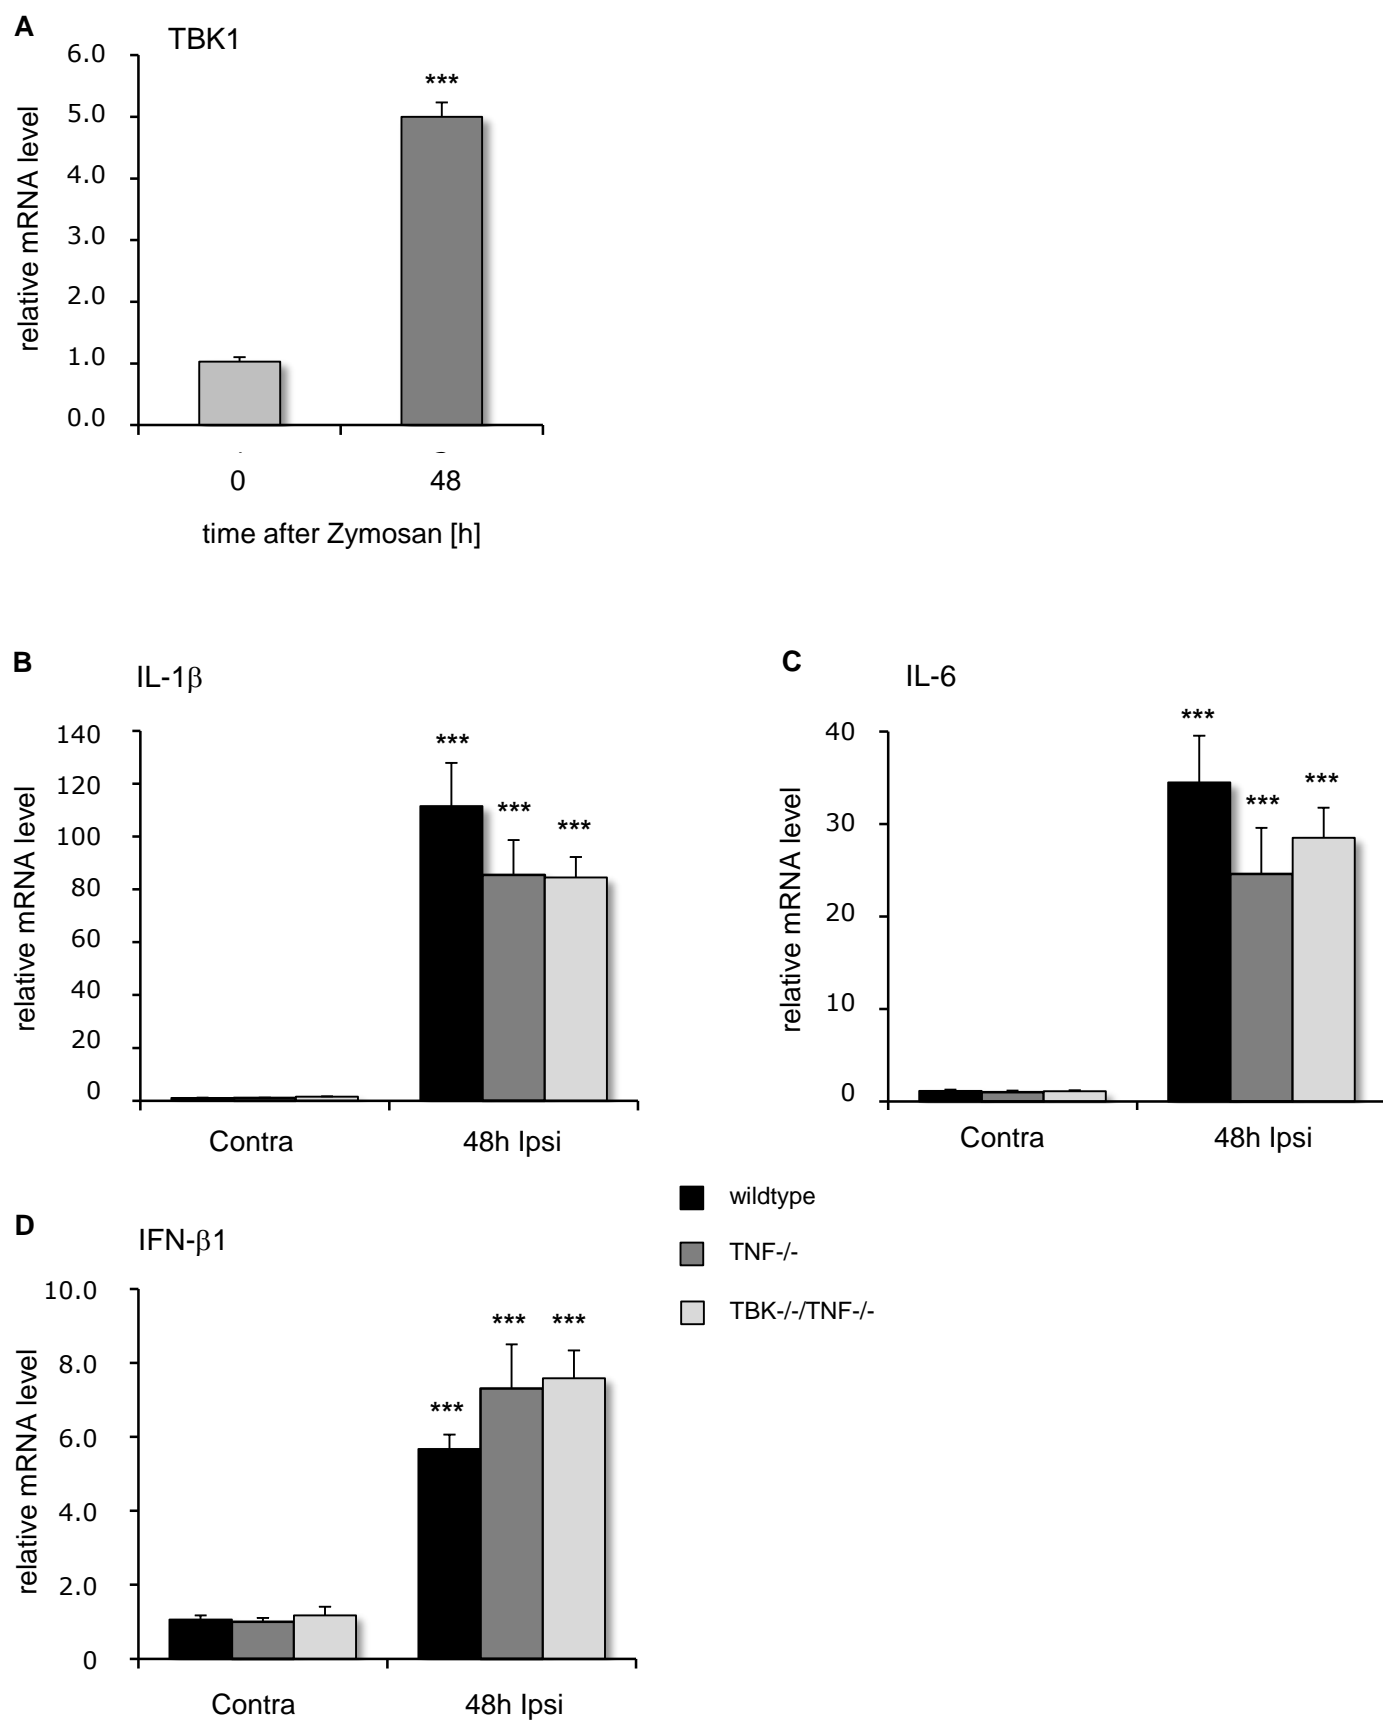 A
TBK1
6.0
***
5.0
4.0
3.0
2.0
1.0
0.0
relative mRNA level
0 48
time after Zymosan [h]
B
IL-1β
140
120
100
80
60
40
20
0
relative mRNA level
*** *** ***
Contra 48h Ipsi
C
IL-6
40
30
20
10
0
relative mRNA level
*** *** ***
Contra 48h Ipsi
wildtype
TNF-/-
TBK-/-/TNF-/-
D
IFN-β1
10.0
8.0
6.0
4.0
2.0
0
relative mRNA level
*** *** ***
Contra 48h Ipsi